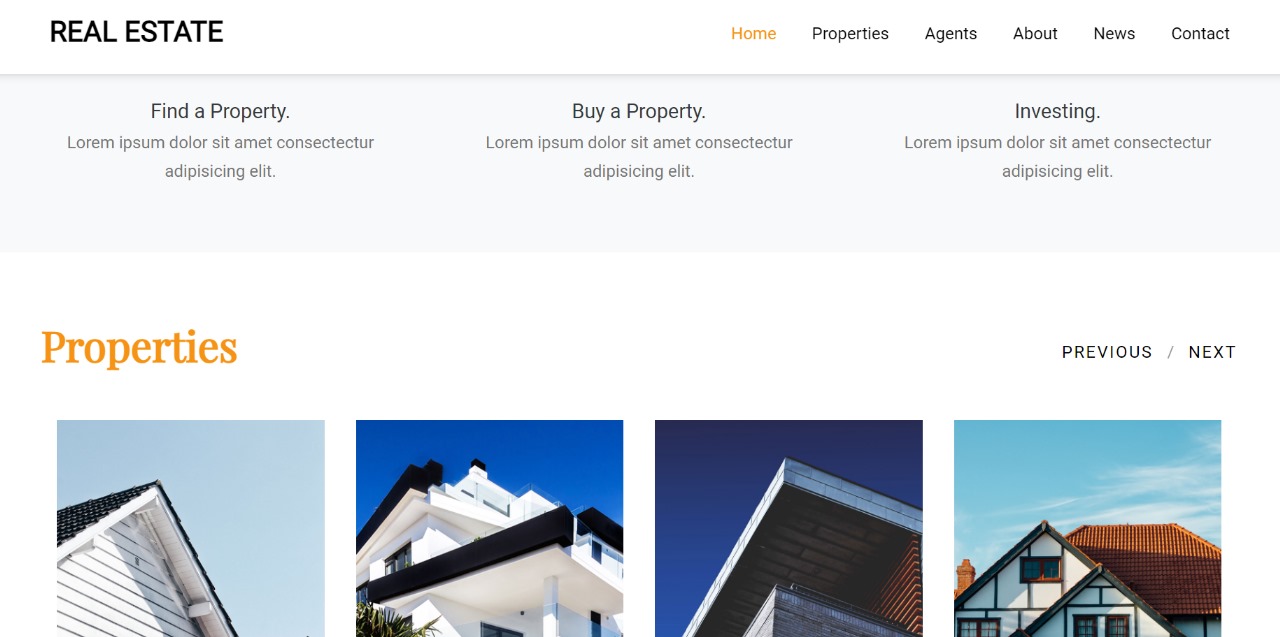 REAL ESTATE
Home Properties Agents About News Contact
Find a Property.
Lorem ipsum dolor sit amet consectectur
adipisicing elit.
Buy a Property.
Lorem ipsum dolor sit amet consectectur
adipisicing elit.
Investing.
Lorem ipsum dolor sit amet consectectur
adipisicing elit.
Properties
PREVIOUS / NEXT